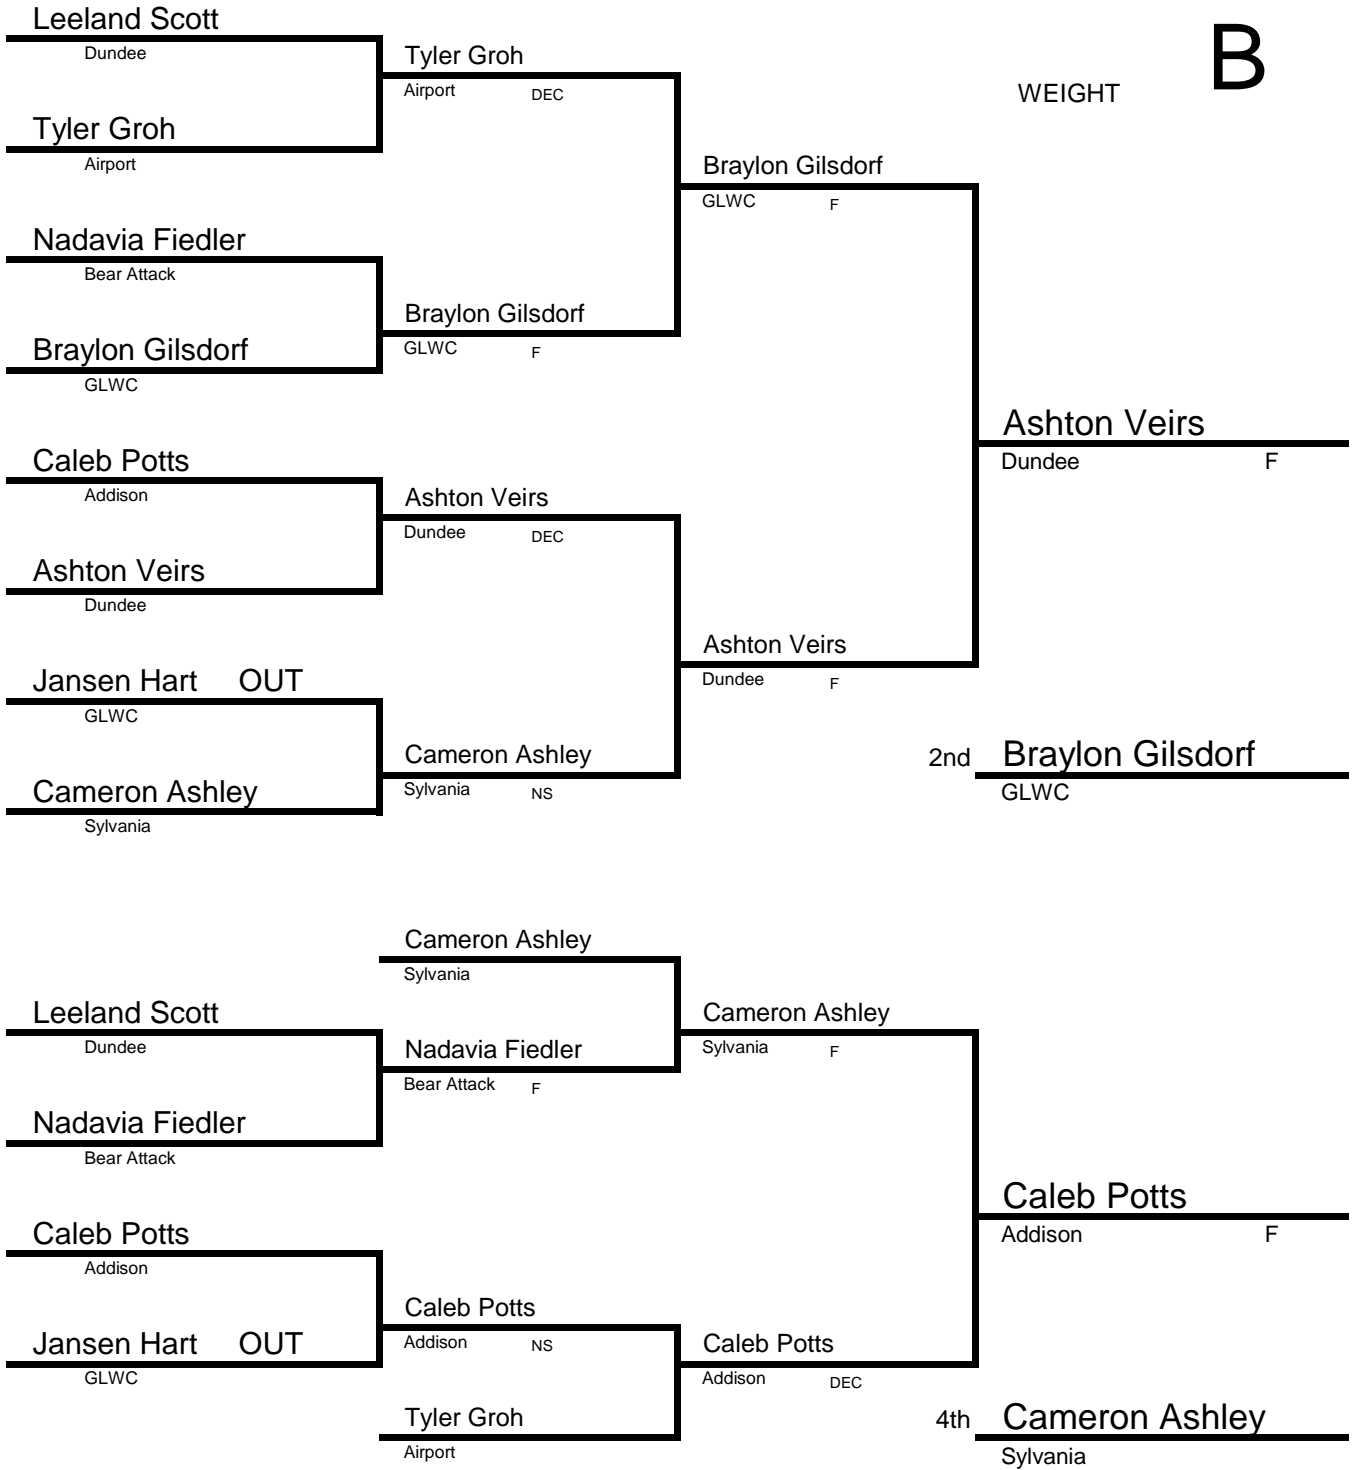 Leeland Scott
Dundee
Tyler Groh
Airport DEC
B
WEIGHT
Tyler Groh
Airport
Braylon Gilsdorf
GLWC F
Nadavia Fiedler
Bear Attack
Braylon Gilsdorf
GLWC F
Braylon Gilsdorf
GLWC
Ashton Veirs
Dundee F
Caleb Potts
Addison
Ashton Veirs
Dundee DEC
Ashton Veirs
Dundee
Ashton Veirs
Dundee F
Jansen Hart OUT
GLWC
Cameron Ashley
Sylvania NS
2nd Braylon Gilsdorf
GLWC
Cameron Ashley
Sylvania
Cameron Ashley
Sylvania
Leeland Scott
Dundee
Cameron Ashley
Sylvania F
Nadavia Fiedler
Bear Attack F
Nadavia Fiedler
Bear Attack
Caleb Potts
Addison F
Caleb Potts
Addison
Caleb Potts
Addison NS
Jansen Hart OUT
GLWC
Caleb Potts
Addison DEC
Tyler Groh
Airport
4th Cameron Ashley
Sylvania